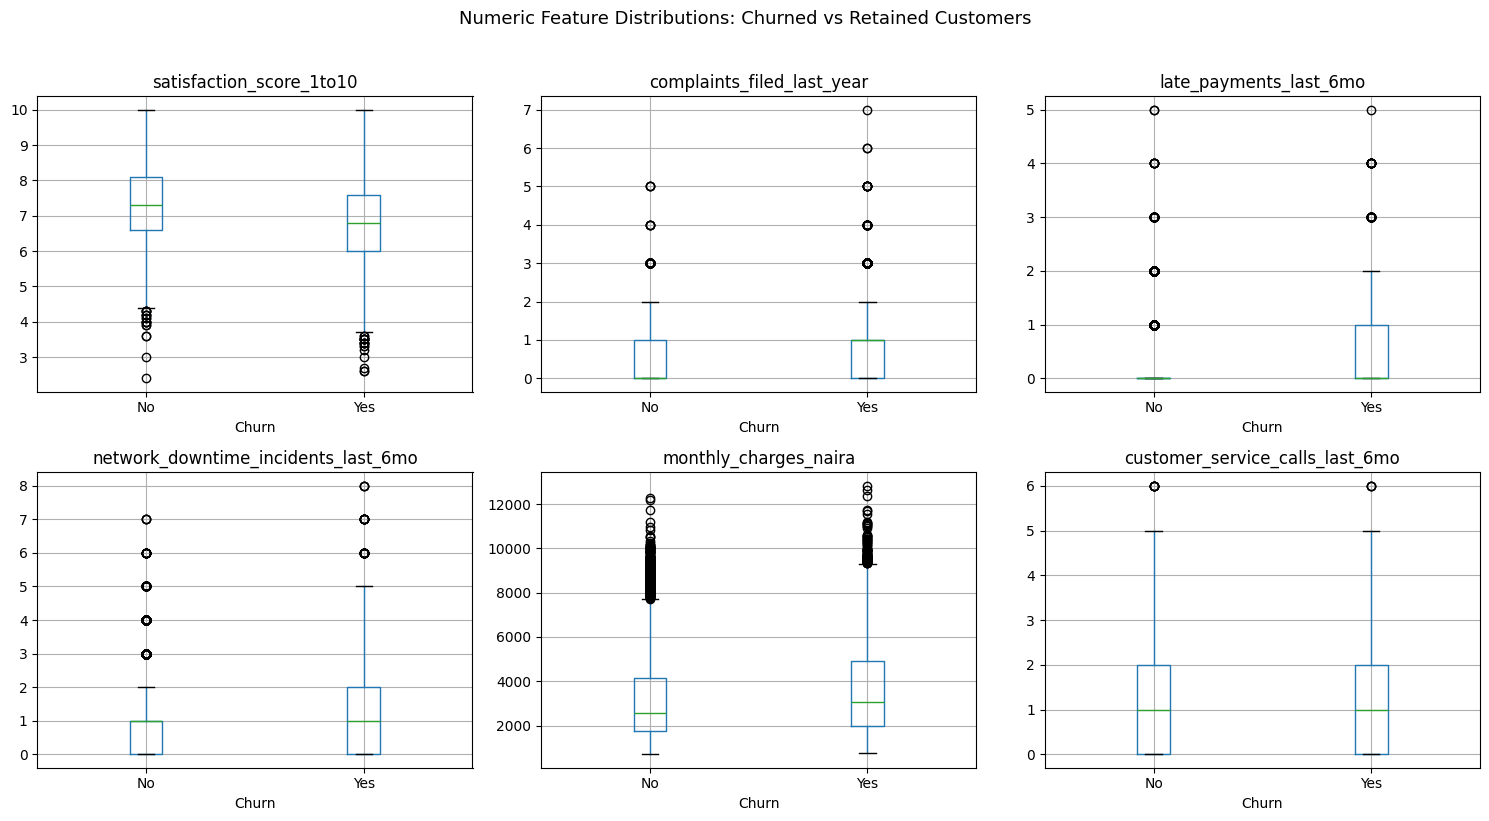 Numeric Feature Distributions: Churned vs Retained Customers
satisfaction_score_1to10
10
9
8
7
6
5
4
3
No
Yes
Churn
complaints_filed_last_year
7
6
5
4
3
2
1
0
No
Yes
Churn
late_payments_last_6mo
5
4
3
2
1
0
No
Yes
Churn
network_downtime_incidents_last_6mo
8
7
6
5
4
3
2
1
0
No
Yes
Churn
monthly_charges_naira
12000
10000
8000
6000
4000
2000
No
Yes
Churn
customer_service_calls_last_6mo
6
5
4
3
2
1
0
No
Yes
Churn